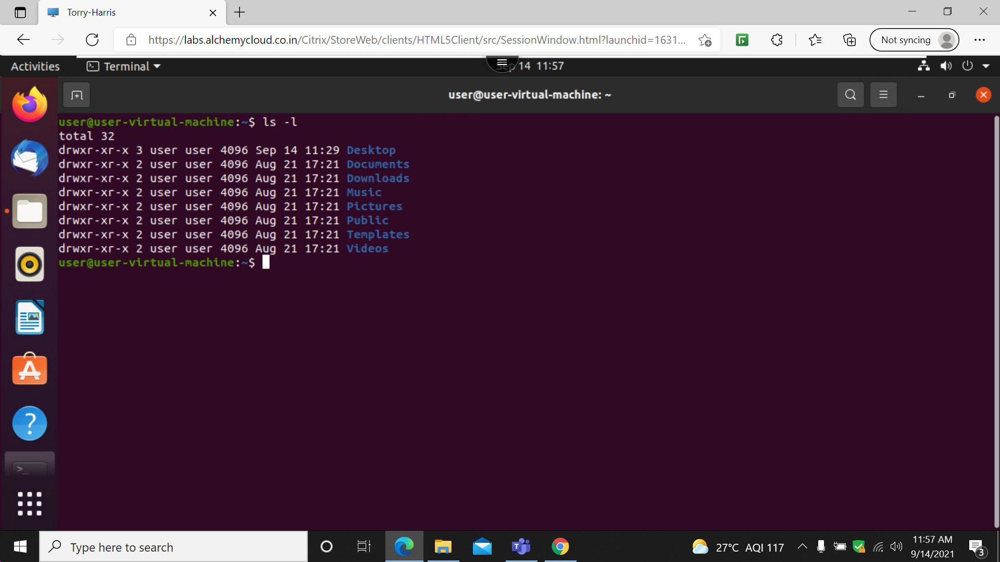 Torry-Harris
https://labs.alchemycloud.co.in/Citrix/StoreWeb/clients/HTML5Client/src/SessionWindow.html?launchid=1631...
Not syncing
Activities
Terminal
Sep 14 11:57
user@user-virtual-machine: ~
user@user-virtual-machine:~$ ls -l
total 32
drwxr-xr-x 3 user user 4096 Sep 14 11:29 Desktop
drwxr-xr-x 2 user user 4096 Aug 21 17:21 Documents
drwxr-xr-x 2 user user 4096 Aug 21 17:21 Downloads
drwxr-xr-x 2 user user 4096 Aug 21 17:21 Music
drwxr-xr-x 2 user user 4096 Aug 21 17:21 Pictures
drwxr-xr-x 2 user user 4096 Aug 21 17:21 Public
drwxr-xr-x 2 user user 4096 Aug 21 17:21 Templates
drwxr-xr-x 2 user user 4096 Aug 21 17:21 Videos
user@user-virtual-machine:~$
Type here to search
27°C AQI 117
11:57 AM
9/14/2021
3